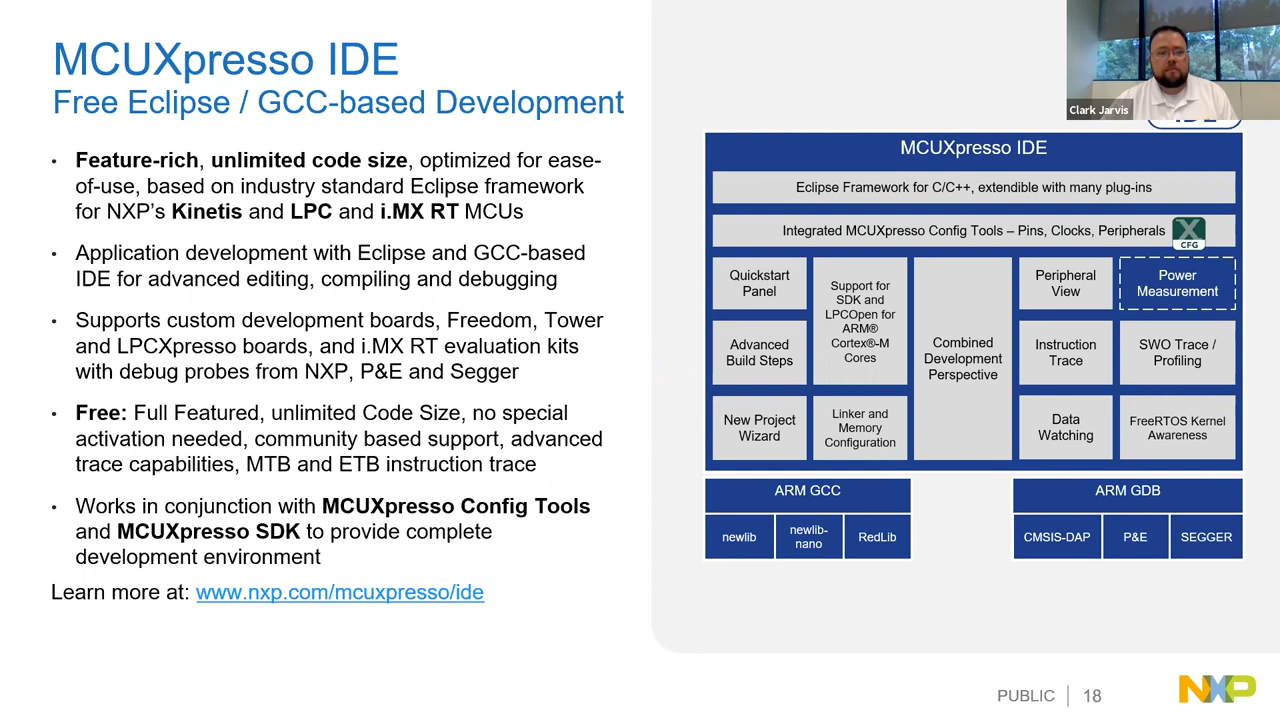 MCUXpresso IDE
Free Eclipse / GCC-based Development
• Feature-rich, unlimited code size, optimized for ease-
of-use, based on industry standard Eclipse framework
for NXP's Kinetis and LPC and i.MX RT MCUs
• Application development with Eclipse and GCC-based
IDE for advanced editing, compiling and debugging
• Supports custom development boards, Freedom, Tower
and LPCXpresso boards, and i.MX RT evaluation kits
with debug probes from NXP, P&E and Segger
• Free: Full Featured, unlimited Code Size, no special
activation needed, community based support, advanced
trace capabilities, MTB and ETB instruction trace
• Works in conjunction with MCUXpresso Config Tools
and MCUXpresso SDK to provide complete
development environment
Learn more at: www.nxp.com/mcuxpresso/ide
Clark Jarvis
MCUXpresso IDE
Eclipse Framework for C/C++, extendible with many plug-ins
Integrated MCUXpresso Config Tools – Pins, Clocks, Peripherals
X
CFG
Quickstart
Panel
Support for
SDK and
LPCOpen for
ARM®
Cortex®-M
Cores
Combined
Development
Perspective
Peripheral
View
Power
Measurement
Advanced
Build Steps
Instruction
Trace
SWO Trace /
Profiling
New Project
Wizard
Linker and
Memory
Configuration
Data
Watching
FreeRTOS Kernel
Awareness
ARM GCC
newlib
newlib-
nano
RedLib
ARM GDB
CMSIS-DAP
P&E
SEGGER
PUBLIC | 18
NXP